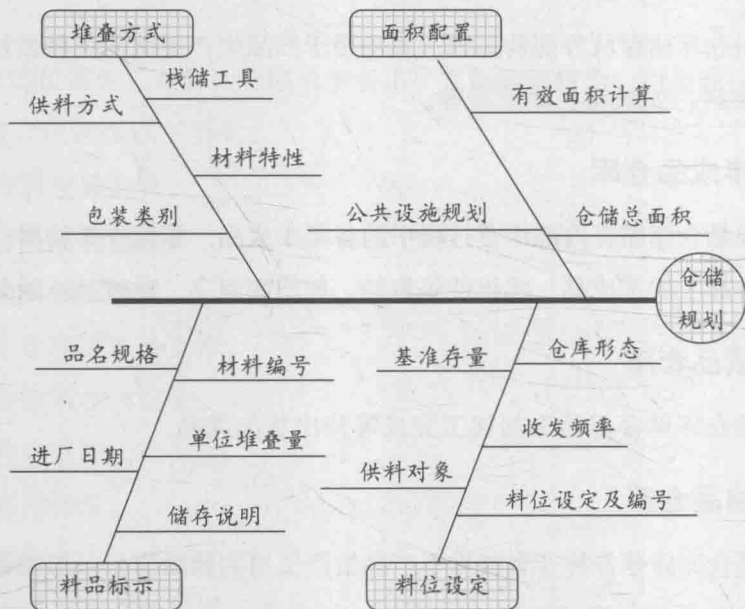 堆叠方式
面积配置
栈储工具
供料方式
有效面积计算
材料特性
包装类别
公共设施规划
仓储总面积
仓储
规划
品名规格
材料编号
基准存量
仓库形态
进厂日期
单位堆叠量
收发频率
供料对象
储存说明
料位设定及编号
料品标示
料位设定